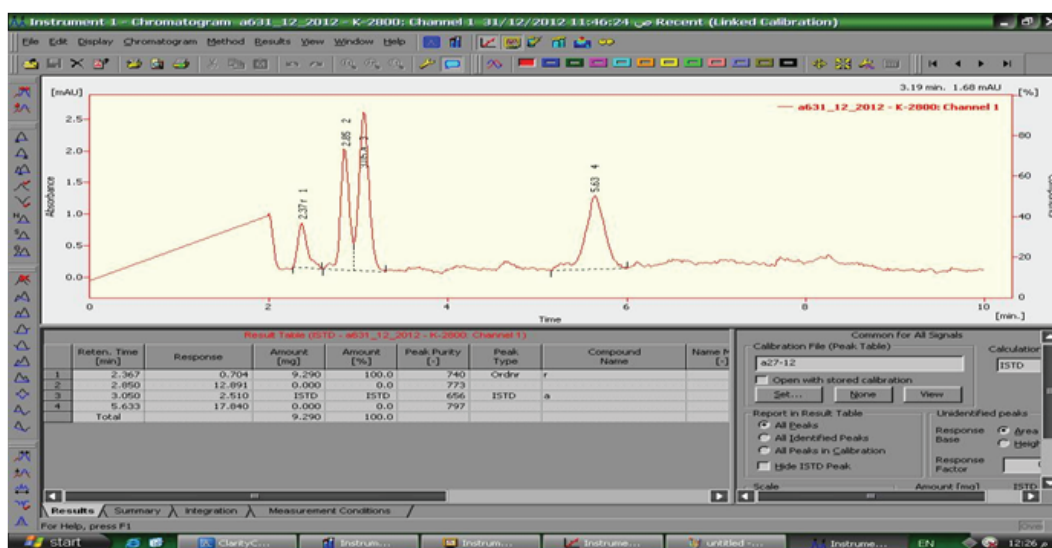 Instrument 1 - Chromatogram a631_12_2012 - K-2800: Channel 1 31/12/2012 11:46:24 ص Recent (Linked Calibration)
File Edit Display Chromatogram Method Results View Window Help
3.19 min. 1.68 mAU
[mAU]
[%]
a631_12_2012 - K-2800: Channel 1
2.5
2.0
1.5
1.0
0.5
0.0
Absorbance
80
60
40
20
0
2.37 r 1
2.85 2
5.63 4
0 2 4 6 8 10
Time
[min.]
Result Table (ISTD - a631_12_2012 - K-2800: Channel 1)
Reten. Time [min] Response Amount [mg] Amount [%] Peak Purity [-] Peak Type Compound Name
1 2.367 0.704 9.290 100.0 740 Ordnr r
2 2.850 12.891 0.000 0.0 773
3 3.050 2.510 ISTD ISTD 656 ISTD a
4 5.633 17.840 0.000 0.0 797
Total 9.290 100.0
Common for All Signals
Calibration File (Peak Table)
a27-12
Open with stored calibration
Set... None View
Calculation
ISTD
Report in Result Table
All Peaks
All Identified Peaks
All Peaks in Calibration
Hide ISTD Peak
Unidentified peaks
Response Base
Area
Response Factor
Scale
Amount [mg]
ISTD
Results Summary Integration Measurement Conditions
For Help, press F1
start ClarityC... Instrum... Instrum... Instrume... untitled -... Instrume... EN 12:26 م